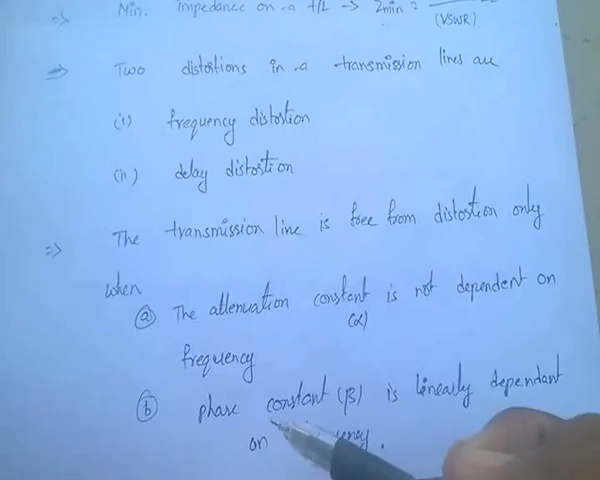 ⇒ Min. impedance on a t/L → Zmin =
(VSWR)
⇒ Two distortions in a transmission lines are
(i) frequency distortion
(ii) delay distortion
⇒ The transmission line is free from distortion only
when
ⓐ The attenuation constant is not dependent on
(α)
frequency
ⓑ phase constant (β) is linearly dependant
on